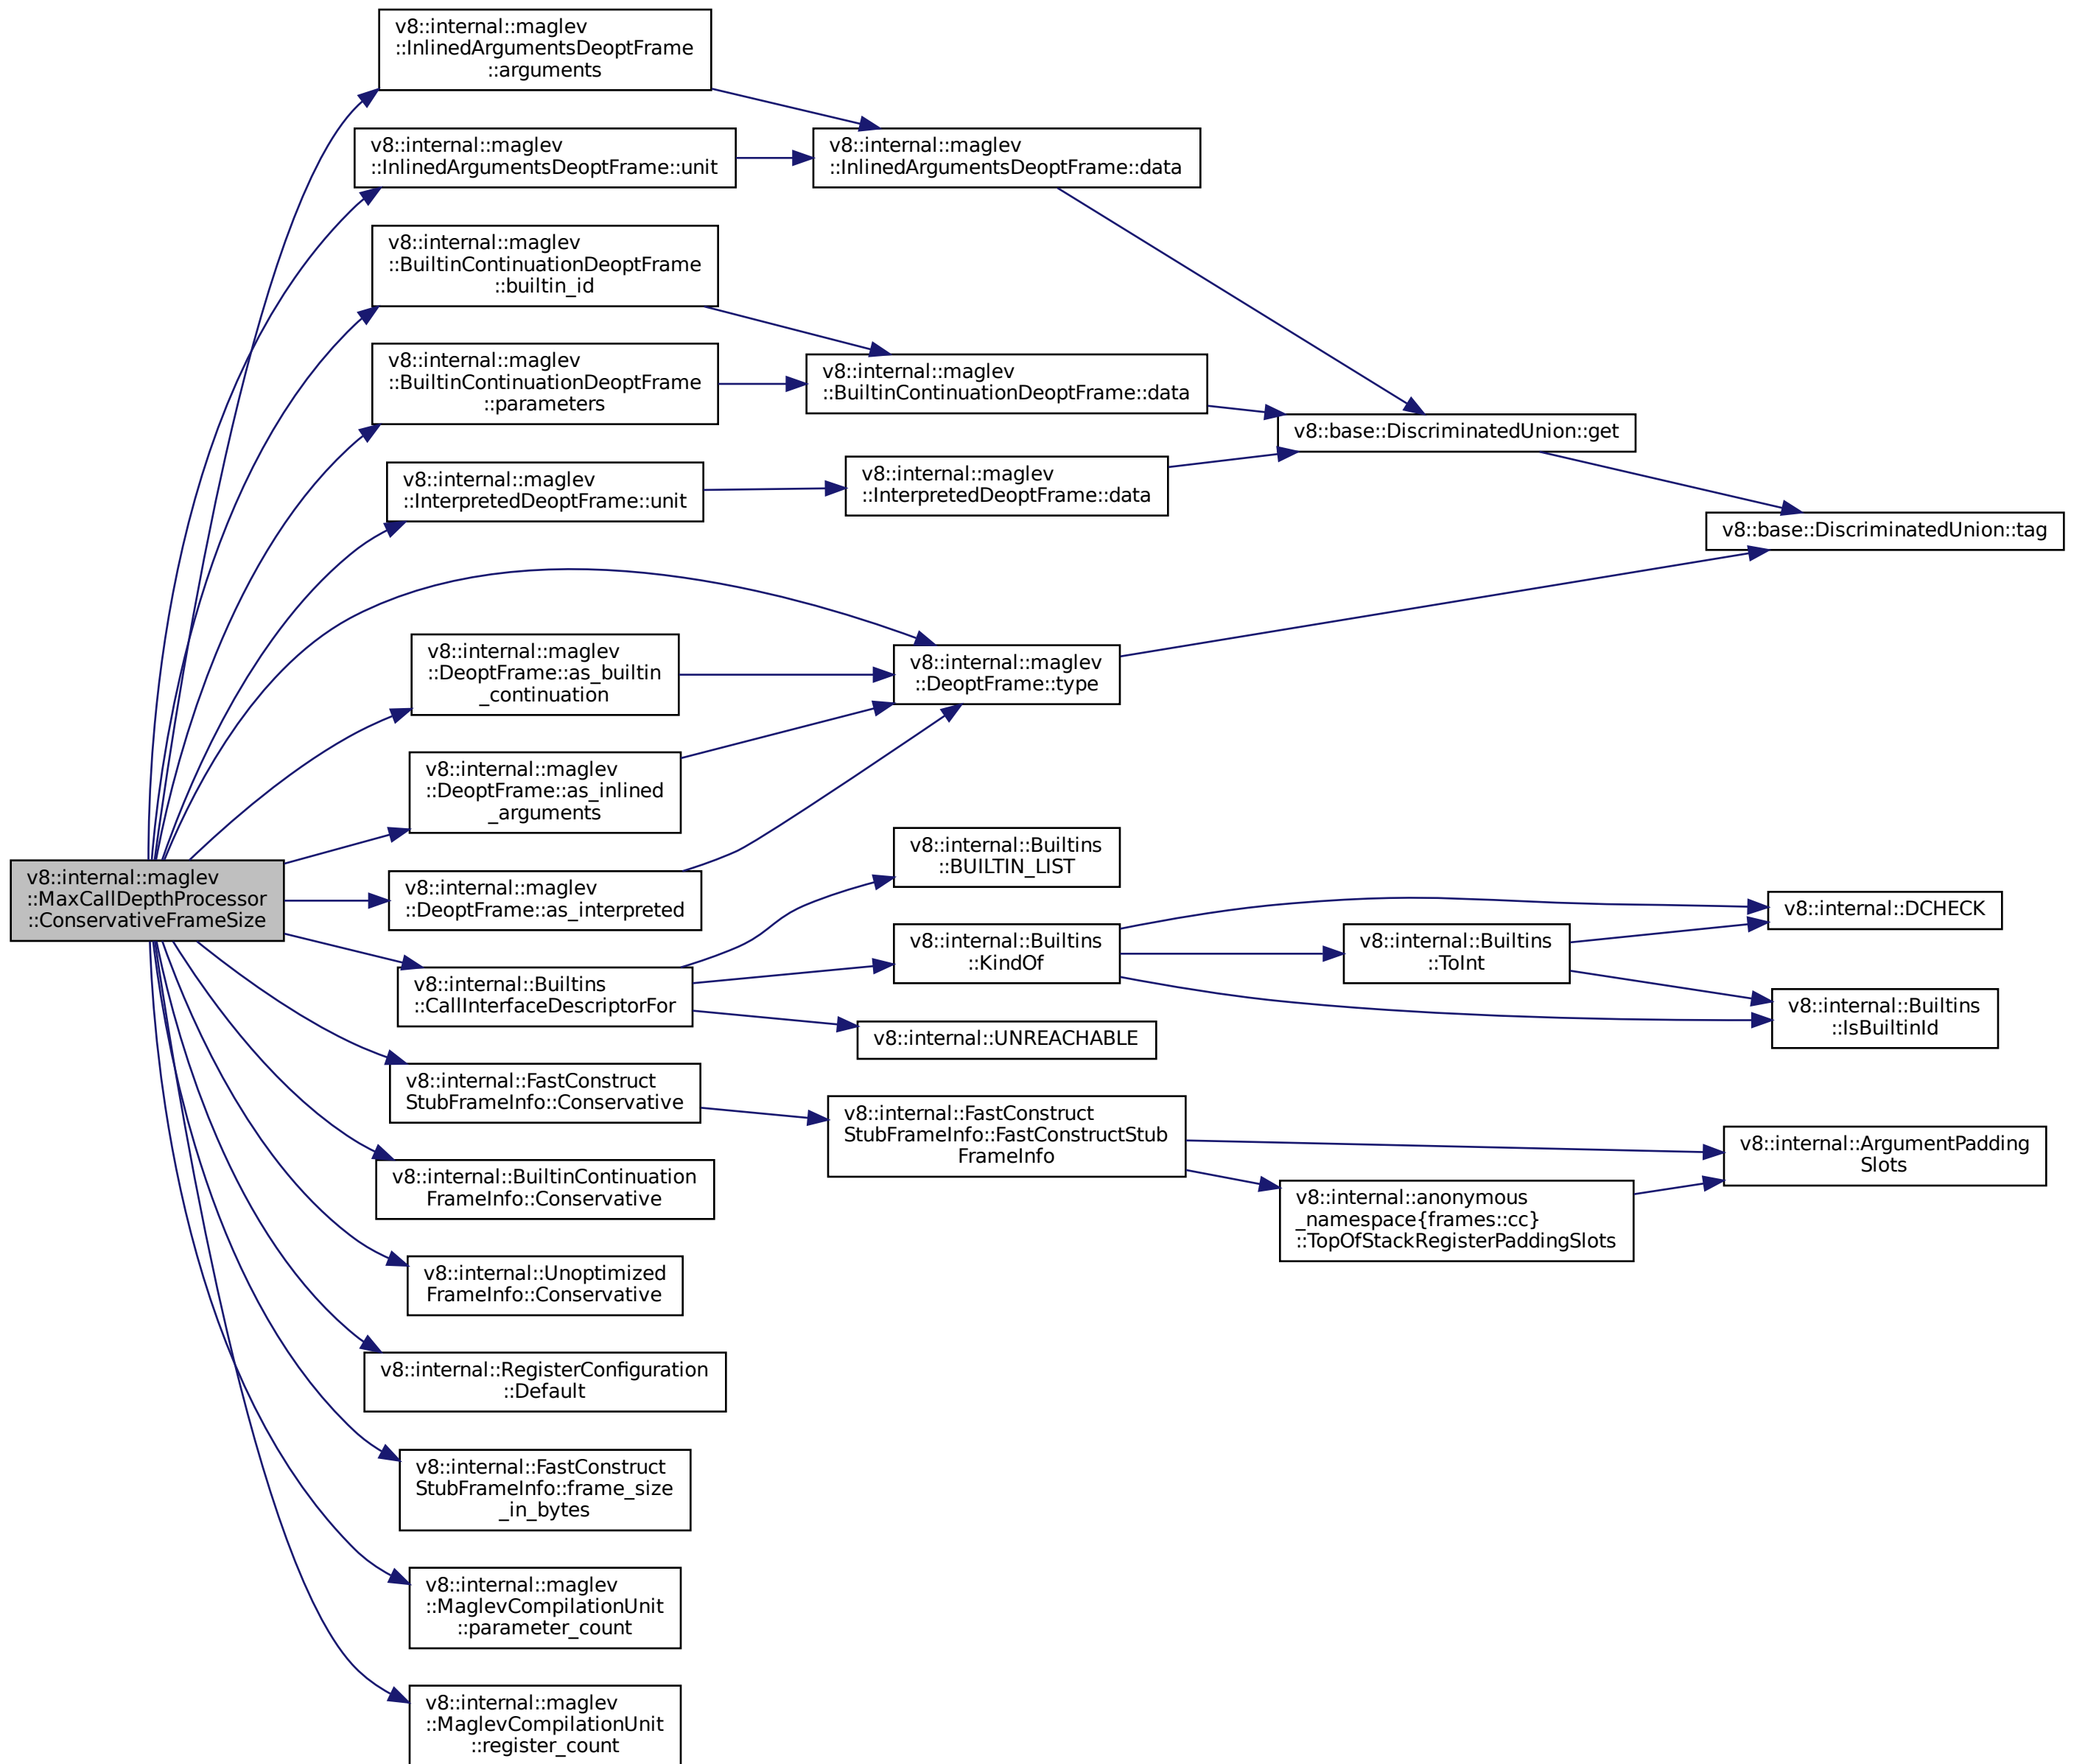 v8::internal::maglev
::InlinedArgumentsDeoptFrame
::arguments
v8::internal::maglev
::InlinedArgumentsDeoptFrame::unit
v8::internal::maglev
::InlinedArgumentsDeoptFrame::data
v8::internal::maglev
::BuiltinContinuationDeoptFrame
::builtin_id
v8::internal::maglev
::BuiltinContinuationDeoptFrame
::parameters
v8::internal::maglev
::BuiltinContinuationDeoptFrame::data
v8::base::DiscriminatedUnion::get
v8::internal::maglev
::InterpretedDeoptFrame::unit
v8::internal::maglev
::InterpretedDeoptFrame::data
v8::base::DiscriminatedUnion::tag
v8::internal::maglev
::DeoptFrame::as_builtin
_continuation
v8::internal::maglev
::DeoptFrame::type
v8::internal::maglev
::DeoptFrame::as_inlined
_arguments
v8::internal::maglev
::MaxCallDepthProcessor
::ConservativeFrameSize
v8::internal::maglev
::DeoptFrame::as_interpreted
v8::internal::Builtins
::BUILTIN_LIST
v8::internal::DCHECK
v8::internal::Builtins
::KindOf
v8::internal::Builtins
::ToInt
v8::internal::Builtins
::CallInterfaceDescriptorFor
v8::internal::Builtins
::IsBuiltinId
v8::internal::UNREACHABLE
v8::internal::FastConstruct
StubFrameInfo::Conservative
v8::internal::FastConstruct
StubFrameInfo::FastConstructStub
FrameInfo
v8::internal::ArgumentPadding
Slots
v8::internal::BuiltinContinuation
FrameInfo::Conservative
v8::internal::anonymous
_namespace{frames::cc}
::TopOfStackRegisterPaddingSlots
v8::internal::Unoptimized
FrameInfo::Conservative
v8::internal::RegisterConfiguration
::Default
v8::internal::FastConstruct
StubFrameInfo::frame_size
_in_bytes
v8::internal::maglev
::MaglevCompilationUnit
::parameter_count
v8::internal::maglev
::MaglevCompilationUnit
::register_count